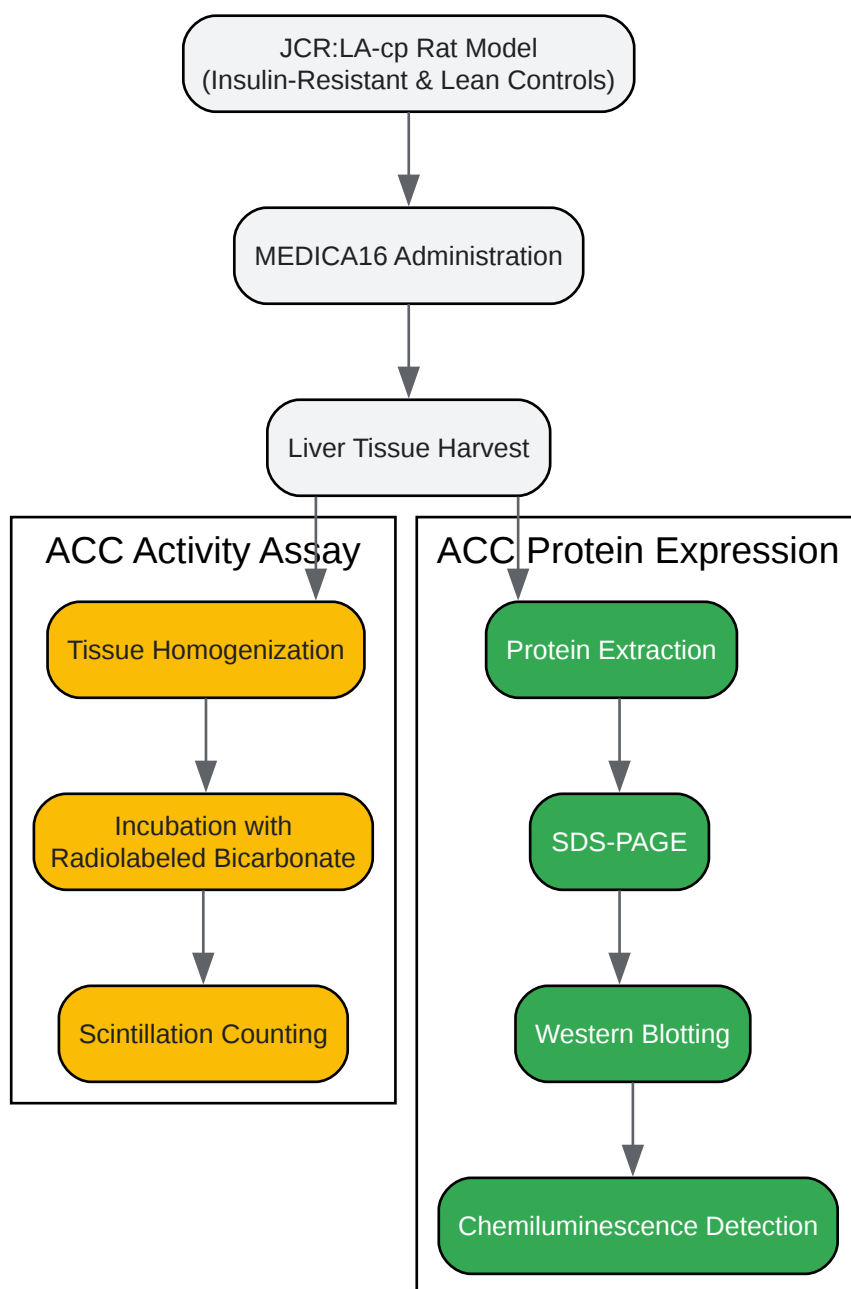 JCR:LA-cp Rat Model
(Insulin-Resistant & Lean Controls)
MEDICA16 Administration
Liver Tissue Harvest
ACC Activity Assay
Tissue Homogenization
Incubation with
Radiolabeled Bicarbonate
Scintillation Counting
ACC Protein Expression
Protein Extraction
SDS-PAGE
Western Blotting
Chemiluminescence Detection